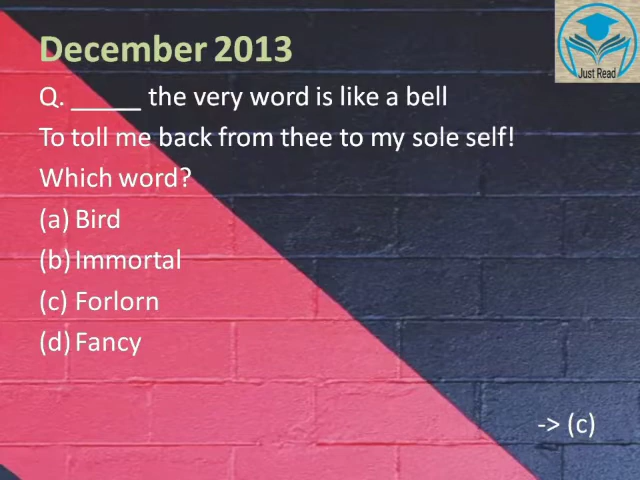 December 2013
Just Read
Q. _____ the very word is like a bell
To toll me back from thee to my sole self!
Which word?
(a) Bird
(b) Immortal
(c) Forlorn
(d) Fancy
-> (c)